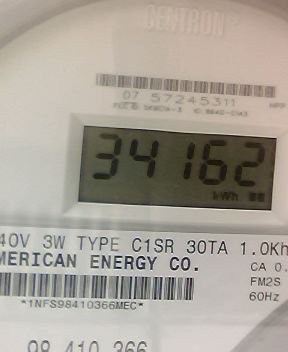 CENTRON®
07 57245311
NPP
34162
kWh
40V 3W TYPE C1SR 30TA 1.0Kh
MERICAN ENERGY CO.
CA 0.
FM2S
60Hz
*1NFS98410366MEC*
98 410 366